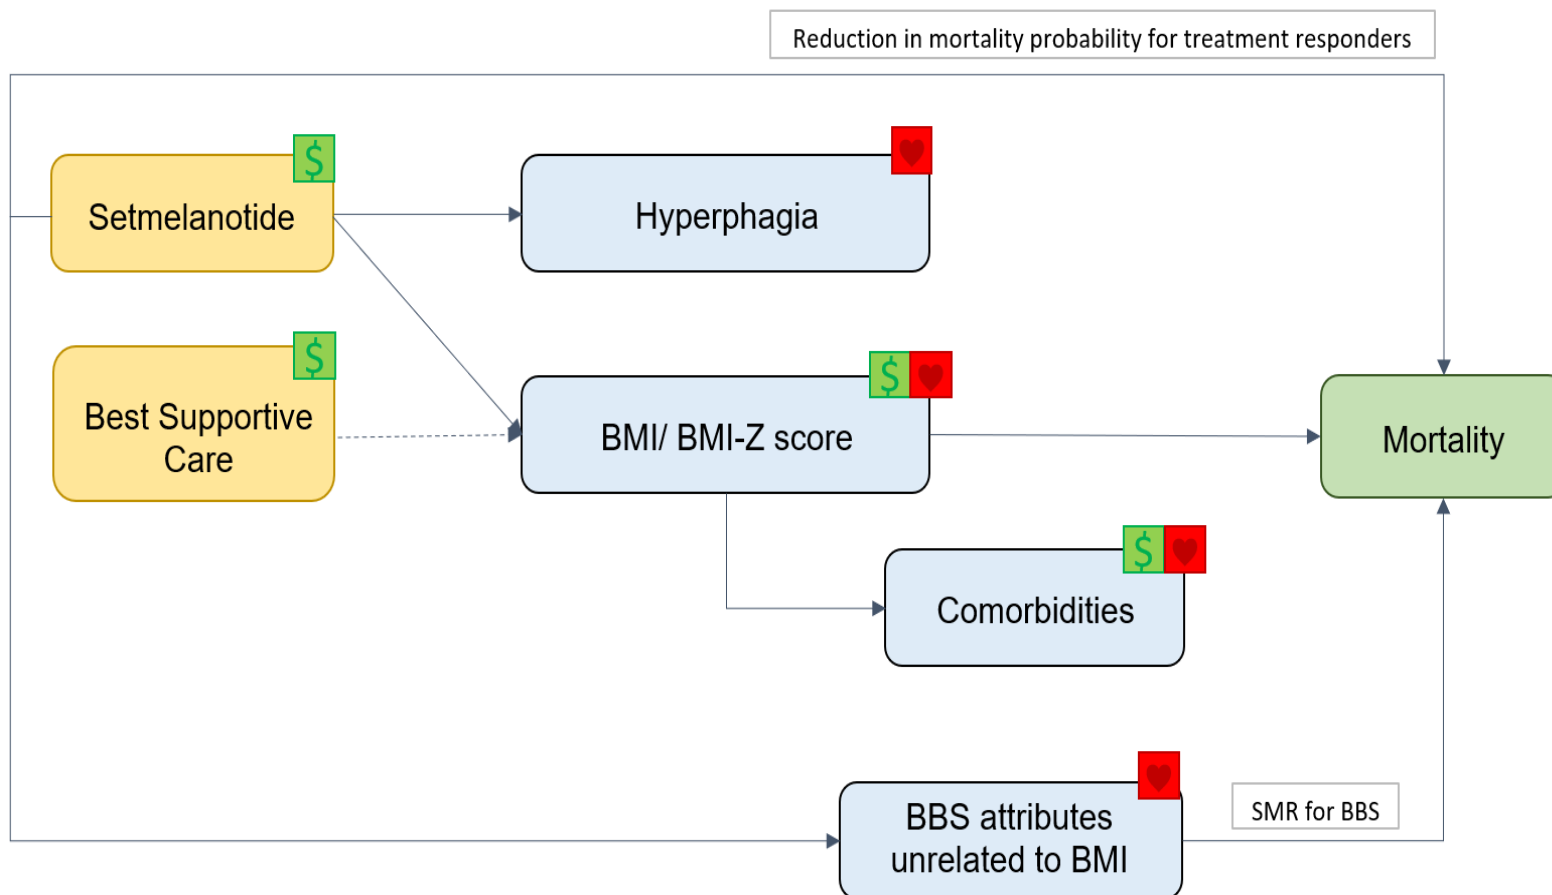 Reduction in mortality probability for treatment responders
$
Setmelanotide
Hyperphagia
$
Best Supportive
Care
$
BMI/ BMI-Z score
Mortality
$
Comorbidities
BBS attributes
unrelated to BMI
SMR for BBS